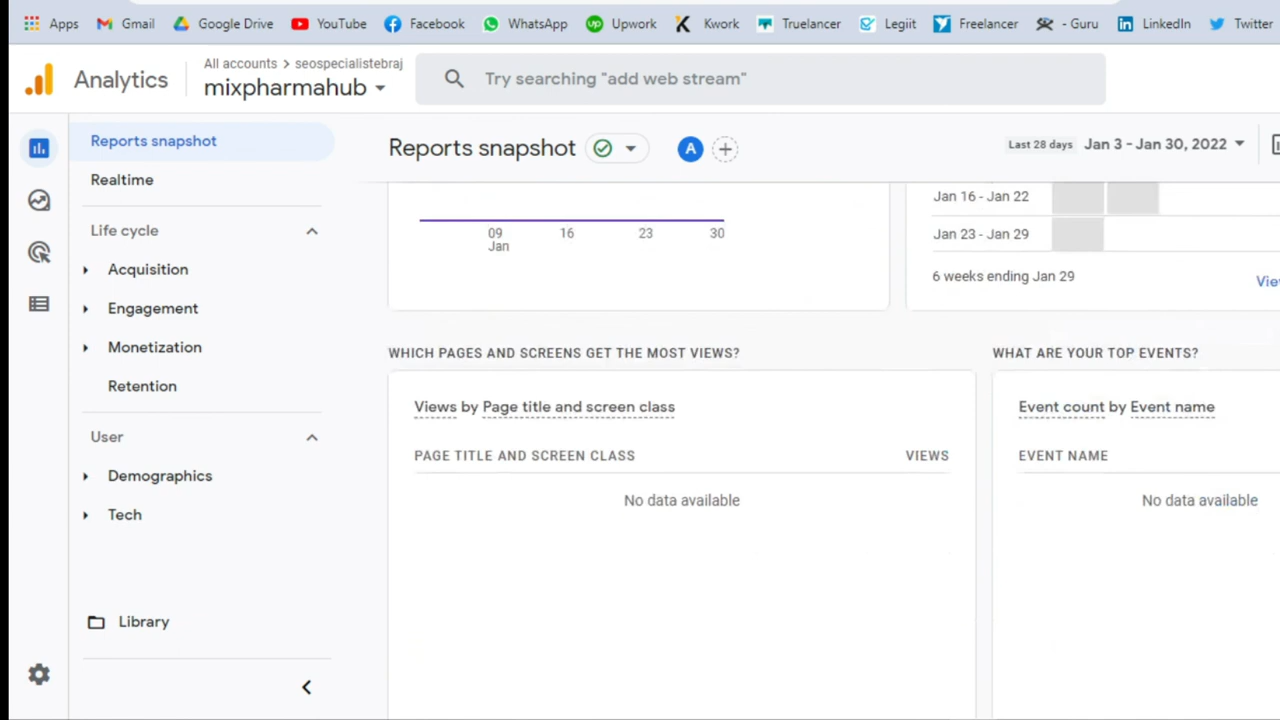 Apps Gmail Google Drive YouTube Facebook WhatsApp Upwork Kwork Truelancer Legiit Freelancer - Guru LinkedIn Twitter
Analytics
All accounts > seospecialistebraj
mixpharmahub
Try searching "add web stream"
Reports snapshot
Realtime
Life cycle
Acquisition
Engagement
Monetization
Retention
User
Demographics
Tech
Library
Reports snapshot
A
Last 28 days Jan 3 - Jan 30, 2022
09 16 23 30
Jan
Jan 16 - Jan 22
Jan 23 - Jan 29
6 weeks ending Jan 29
Vie
WHICH PAGES AND SCREENS GET THE MOST VIEWS?
Views by Page title and screen class
PAGE TITLE AND SCREEN CLASS VIEWS
No data available
WHAT ARE YOUR TOP EVENTS?
Event count by Event name
EVENT NAME
No data available